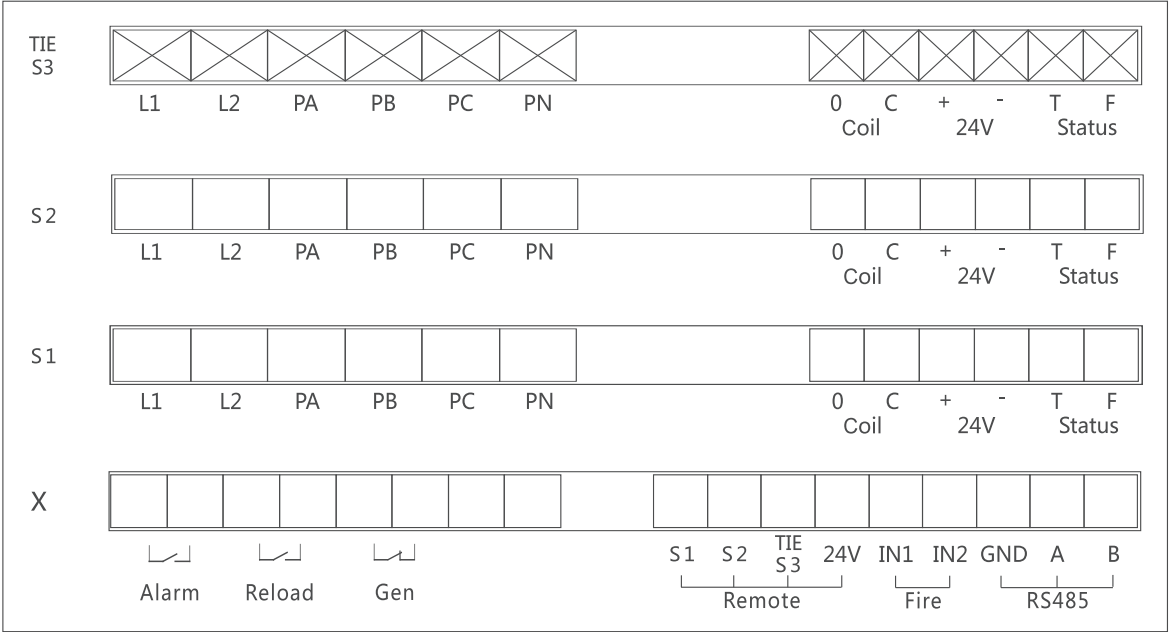 TIE
S3
L1 L2 PA PB PC PN 0 C + - T F
Coil 24V Status
S2
L1 L2 PA PB PC PN 0 C + - T F
Coil 24V Status
S1
L1 L2 PA PB PC PN 0 C + - T F
Coil 24V Status
X
S1 S2 TIE S3 24V IN1 IN2 GND A B
Alarm Reload Gen Remote Fire RS485